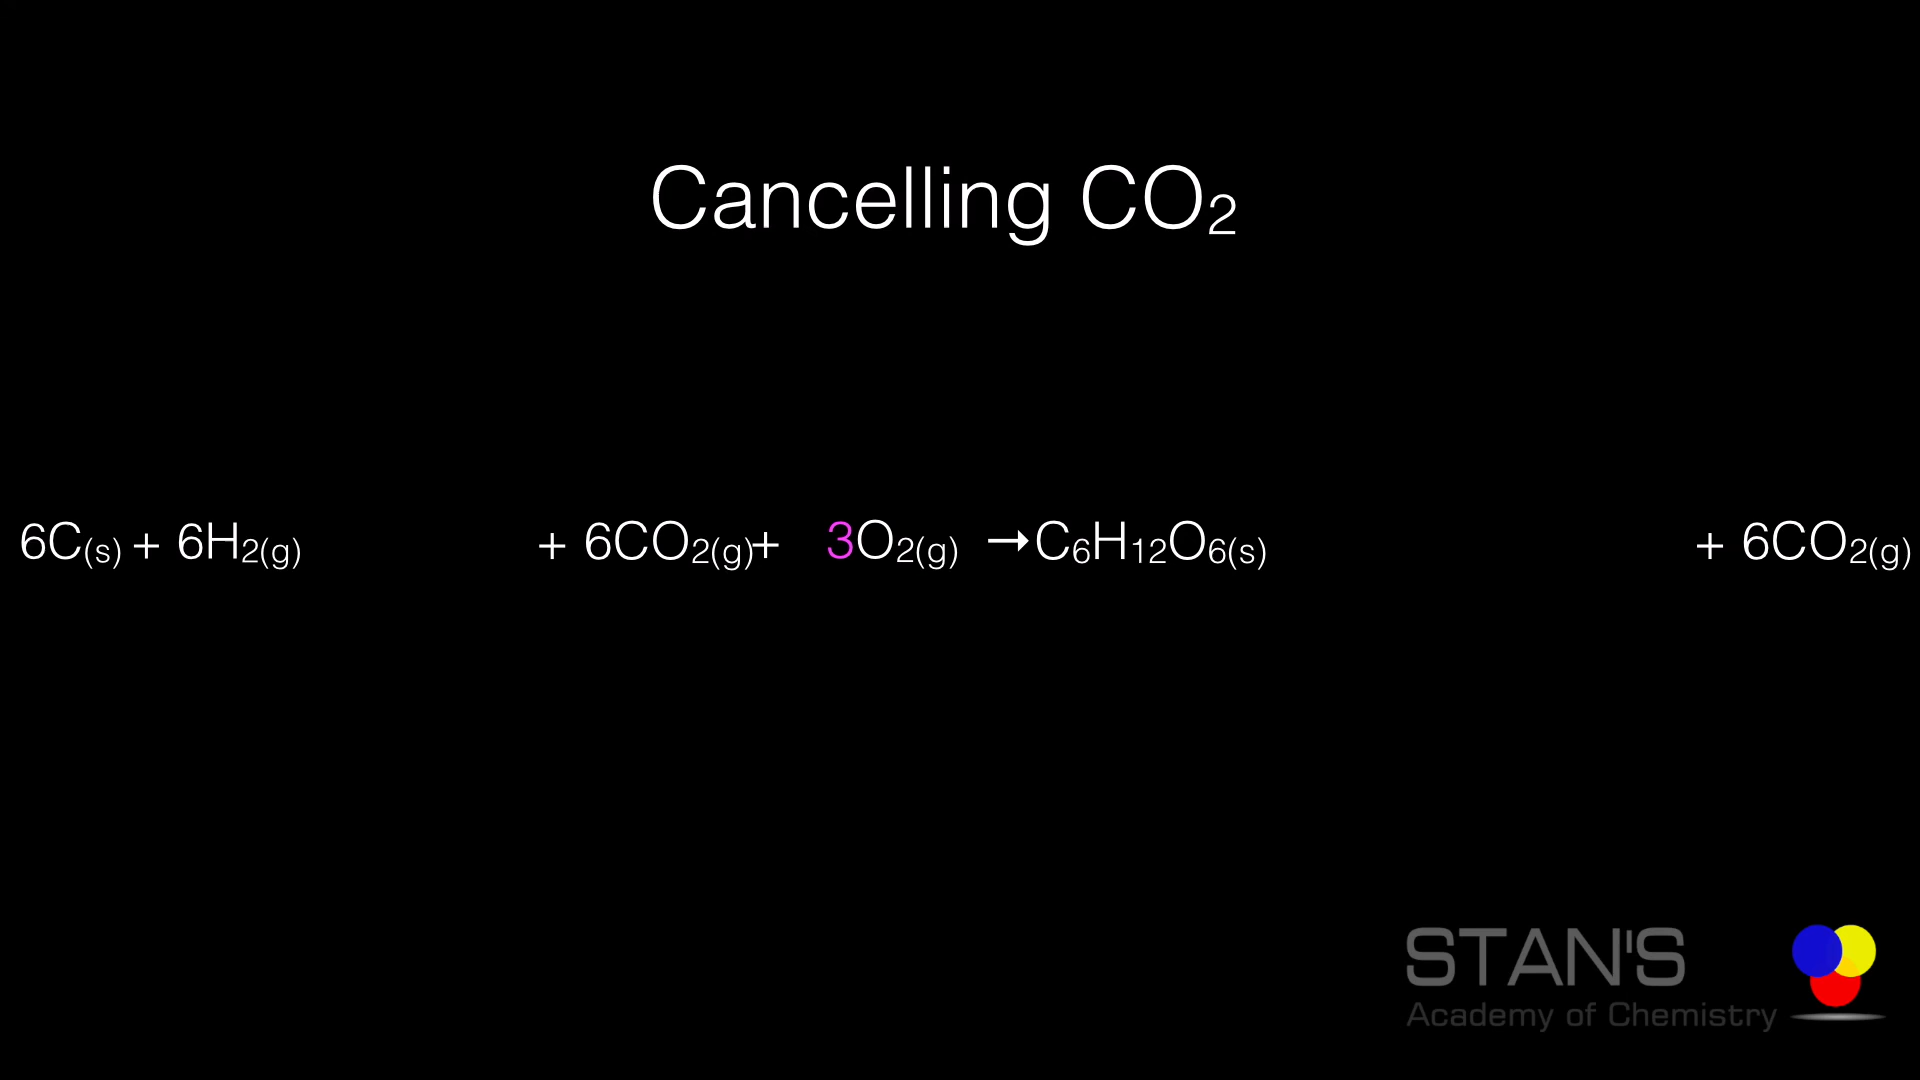 Cancelling CO₂
6C(s) + 6H₂(g) + 6CO₂(g)+ 3O₂(g) →C₆H₁₂O₆(s) + 6CO₂(g)
STAN'S
Academy of Chemistry